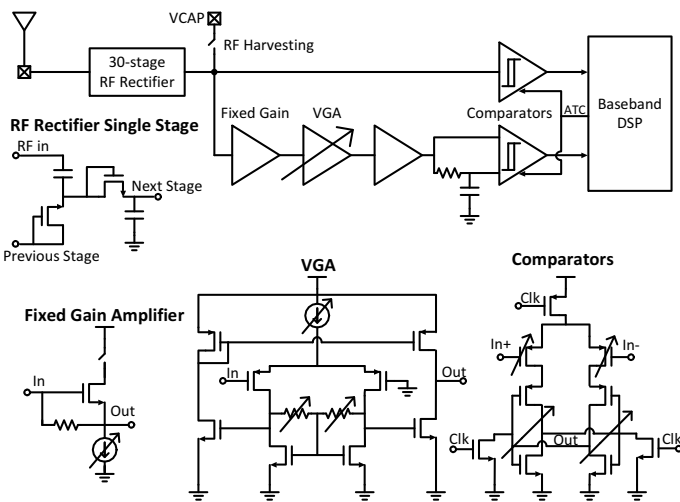 VCAP
RF Harvesting
30-stage
RF Rectifier
Fixed Gain
VGA
Comparators
ATC
Baseband
DSP
RF Rectifier Single Stage
RF in
Next Stage
Previous Stage
Fixed Gain Amplifier
In
Out
VGA
In
Out
Comparators
Clk
In+
In-
Clk
Out
Clk